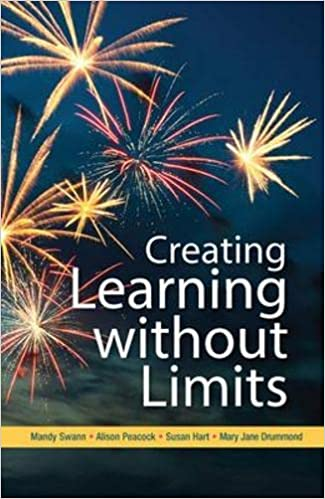 Creating
Learning
without
Limits
Mandy Swann • Alison Peacock • Susan Hart • Mary Jane Drummond